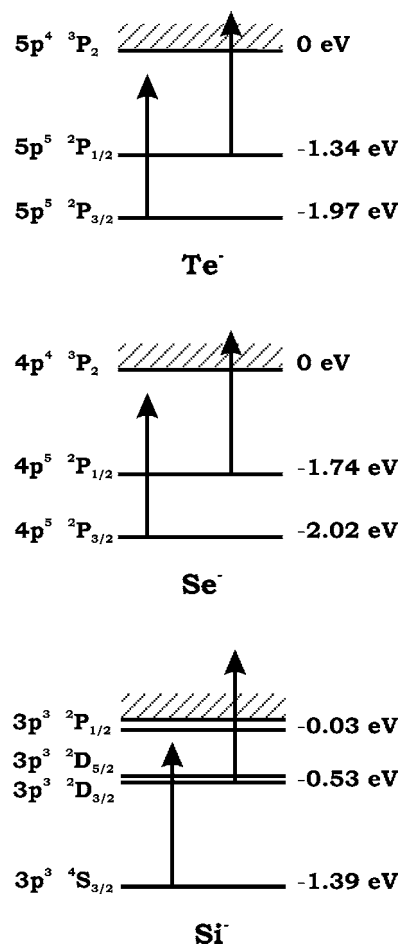 5p⁴ ³P₂ 0 eV
5p⁵ ²P₁/₂ -1.34 eV
5p⁵ ²P₃/₂ -1.97 eV
Te⁻
4p⁴ ³P₂ 0 eV
4p⁵ ²P₁/₂ -1.74 eV
4p⁵ ²P₃/₂ -2.02 eV
Se⁻
3p³ ²P₁/₂ -0.03 eV
3p³ ²D₅/₂ -0.53 eV
3p³ ²D₃/₂
3p³ ⁴S₃/₂ -1.39 eV
Si⁻